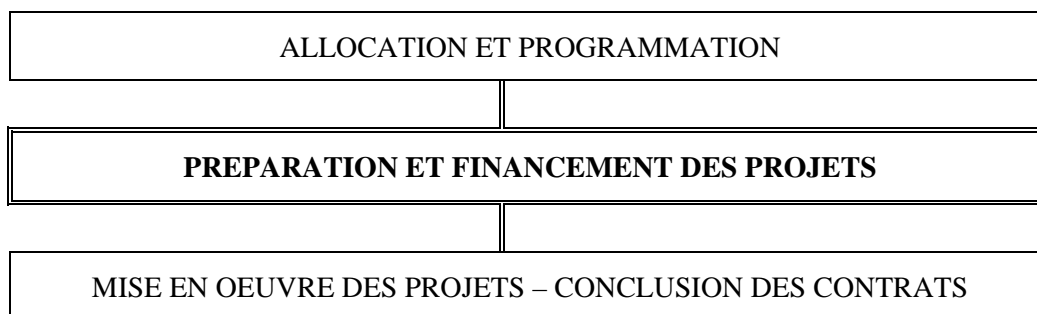 ALLOCATION ET PROGRAMMATION
PREPARATION ET FINANCEMENT DES PROJETS
MISE EN OEUVRE DES PROJETS – CONCLUSION DES CONTRATS